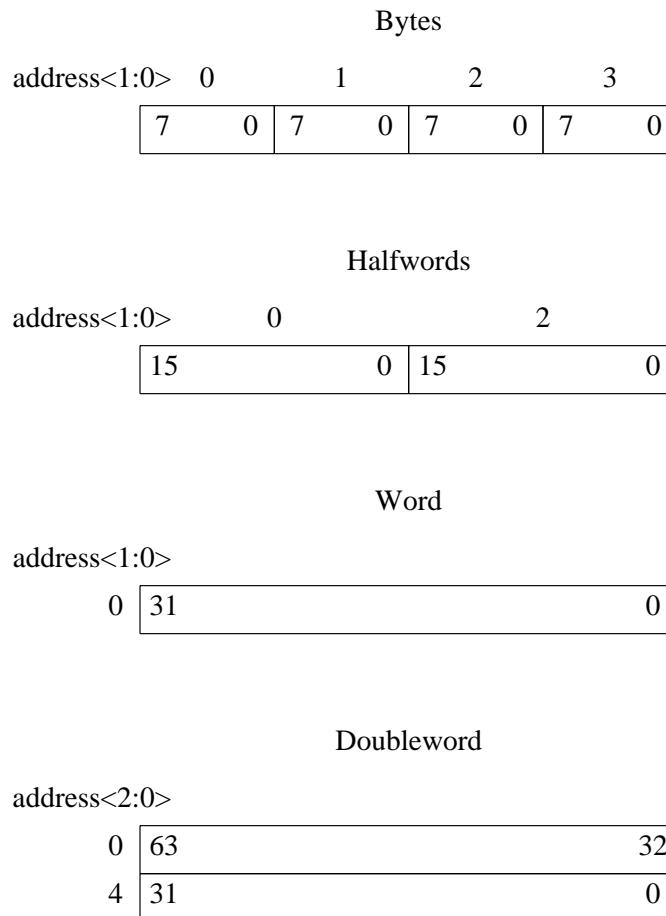 Bytes
address<1:0> 0 1 2 3
7 0 7 0 7 0 7 0
Halfwords
address<1:0> 0 2
15 0 15 0
Word
address<1:0>
0 31 0
Doubleword
address<2:0>
0 63 32
4 31 0